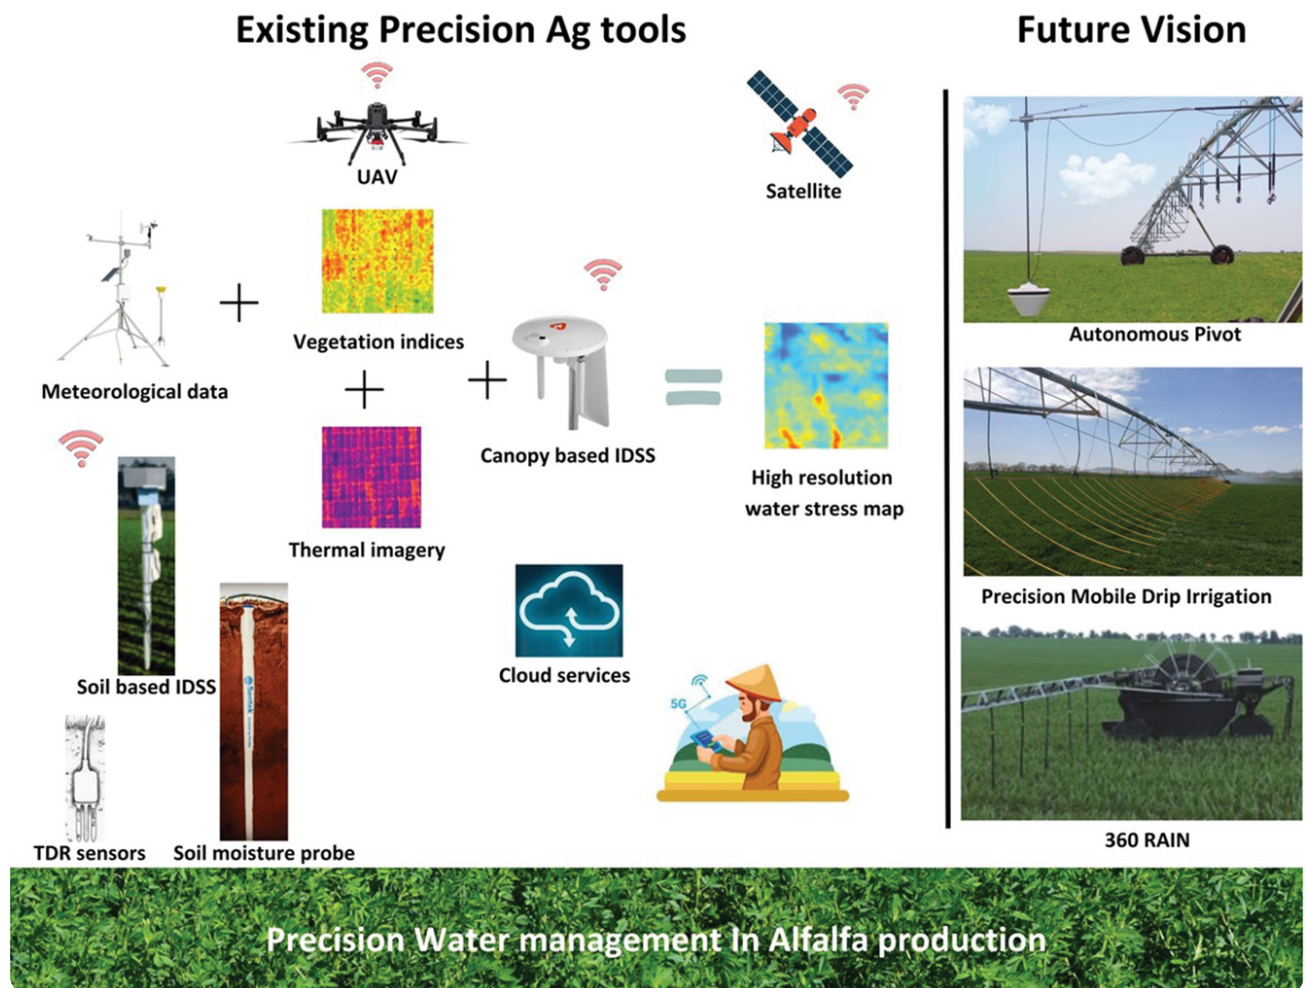 Existing Precision Ag tools
Future Vision
UAV
Satellite
Meteorological data
Vegetation indices
Canopy based IDSS
Thermal imagery
High resolution
water stress map
Autonomous Pivot
Precision Mobile Drip Irrigation
Soil based IDSS
Sentek
Cloud services
5G
TDR sensors
Soil moisture probe
360 RAIN
Precision Water management In Alfalfa production